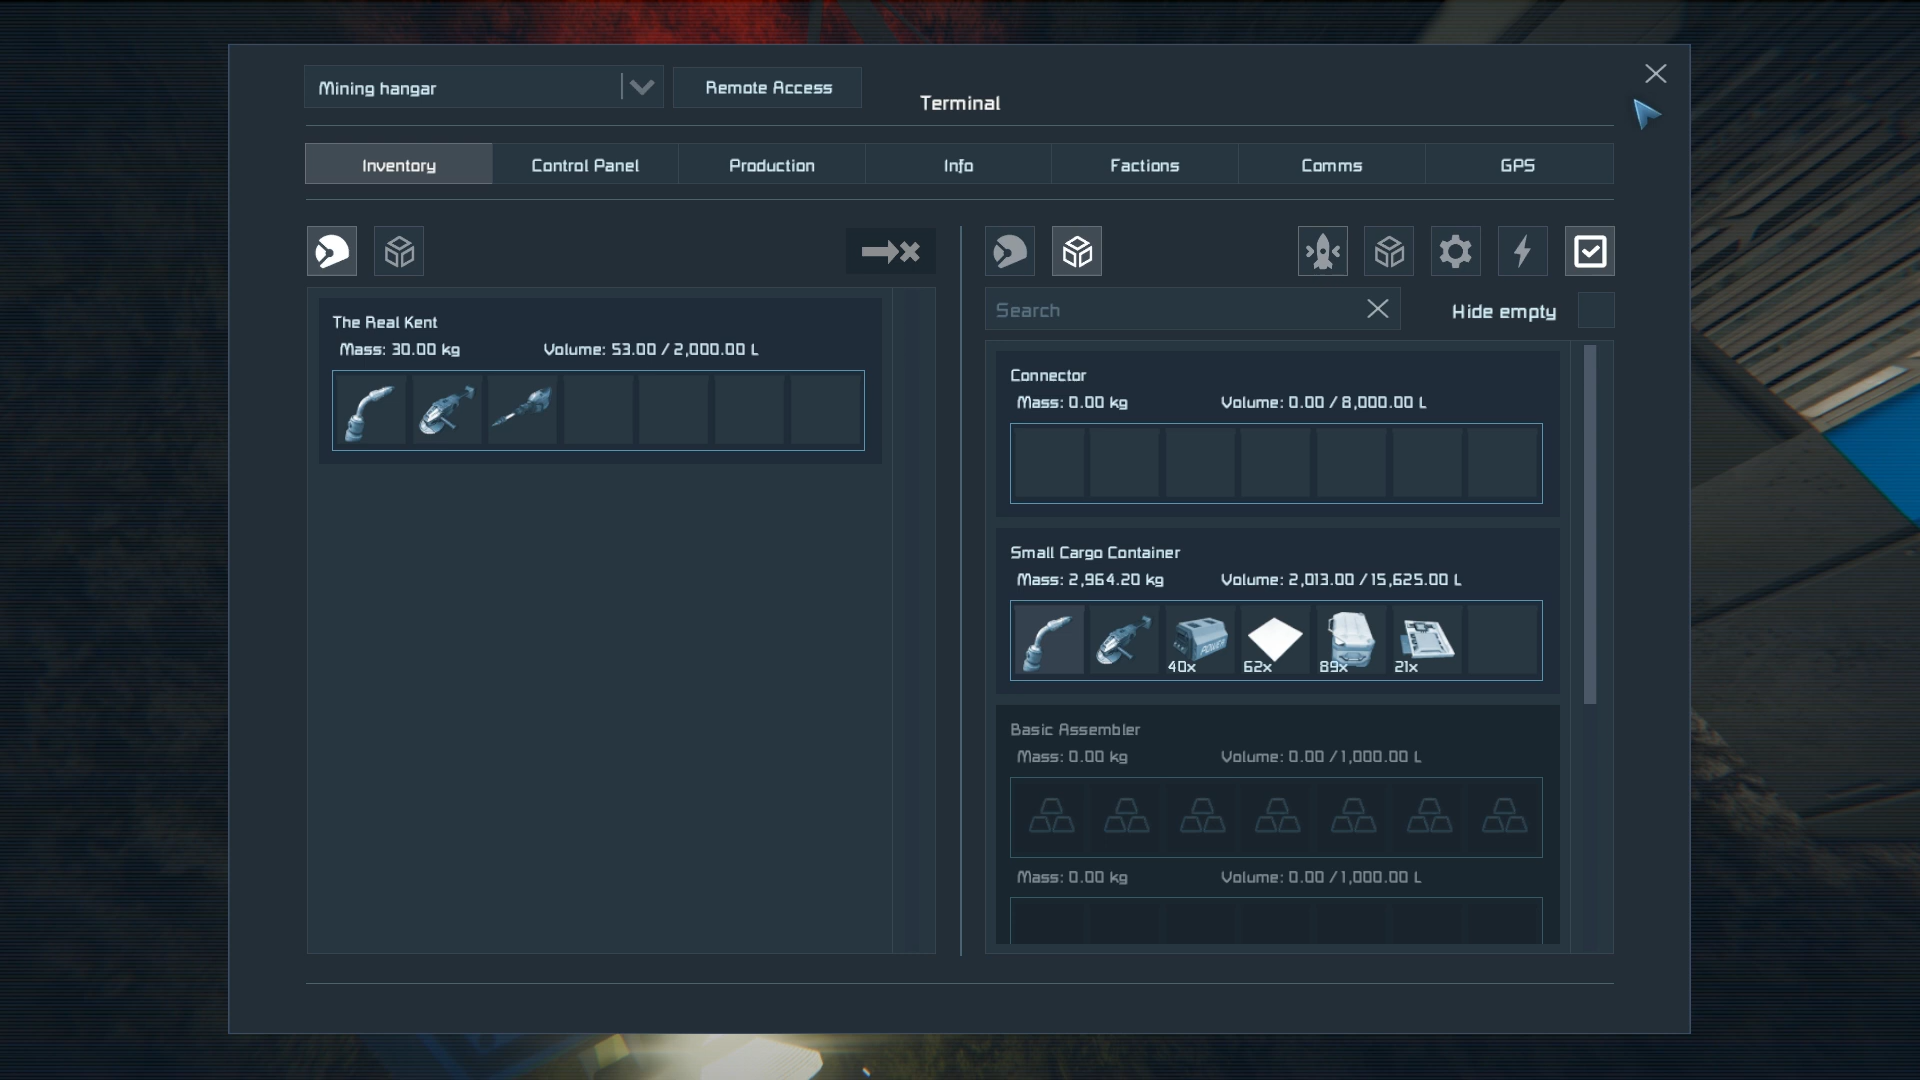 Mining hangar
Remote Access
Terminal
Inventory
Control Panel
Production
Info
Factions
Comms
GPS
The Real Kent
Mass: 30.00 kg
Volume: 53.00 / 2,000.00 L
Search
Hide empty
Connector
Mass: 0.00 kg
Volume: 0.00 / 8,000.00 L
Small Cargo Container
Mass: 2,964.20 kg
Volume: 2,013.00 / 15,625.00 L
POWER
40x
62x
89x
21x
Basic Assembler
Mass: 0.00 kg
Volume: 0.00 / 1,000.00 L
Mass: 0.00 kg
Volume: 0.00 / 1,000.00 L